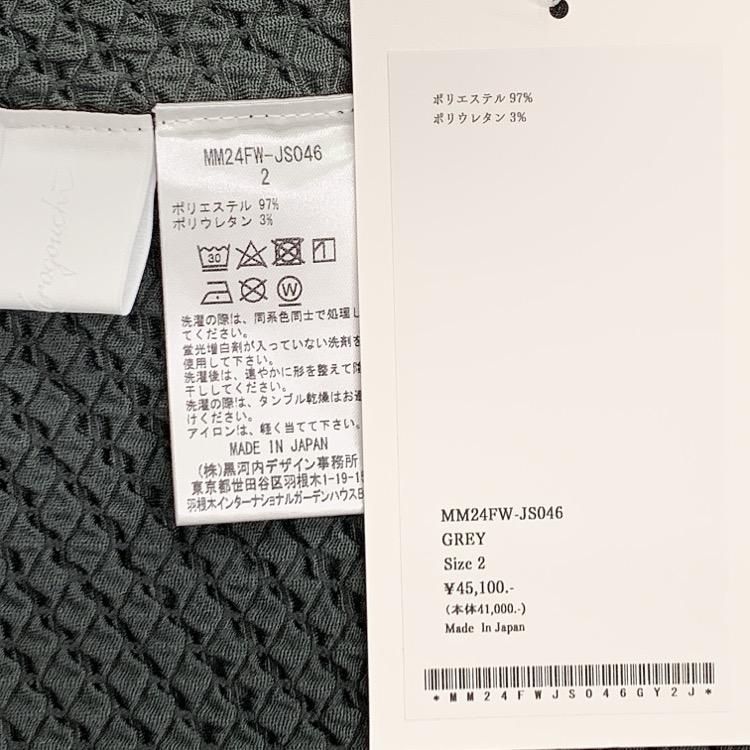 MM24FW-JS046
2
ポリエステル 97%
ポリウレタン 3%
30
W
洗濯の際は、同系色同士で処理し
てください。
蛍光増白剤が入っていない洗剤を
使用して下さい。
洗濯後は、速やかに形を整えて陰
干ししてください。
洗濯の際は、タンブル乾燥はお避
けください。
アイロンは、軽く当てて下さい。
MADE IN JAPAN
(株)黒河内デザイン事務所
東京都世田谷区羽根木1-19-15
羽根木インターナショナルガーデンハウスB
ポリエステル 97%
ポリウレタン 3%
MM24FW-JS046
GREY
Size 2
¥45,100.-
(本体41,000.-)
Made In Japan
*MM24FWJS046GY2J*